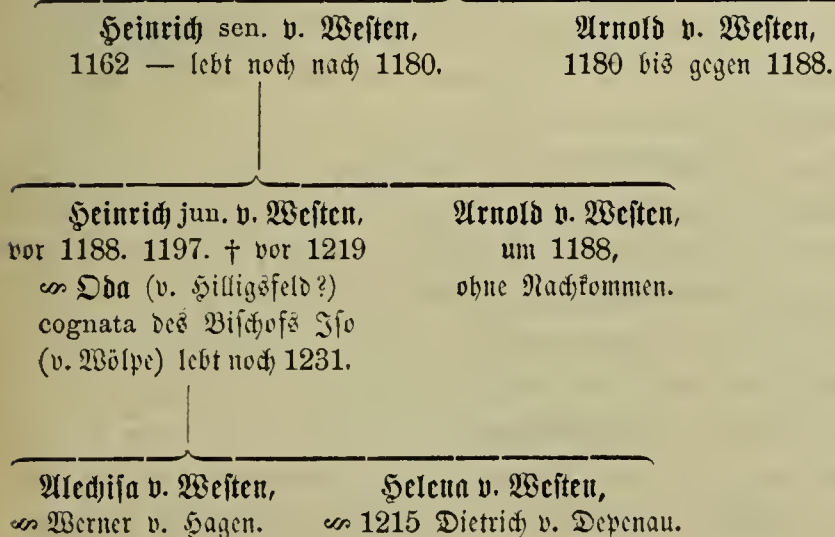 Heinrich sen. v. Westen,
1162 — lebt noch nach 1180.
Arnold v. Westen,
1180 bis gegen 1188.
Heinrich jun. v. Westen,
vor 1188. 1197. † vor 1219
∞ Oda (v. Hilligsfeld?)
cognata des Bischofs Iso
(v. Wölpe) lebt noch 1231.
Arnold v. Westen,
um 1188,
ohne Nachkommen.
Alechisa v. Westen,
∞ Werner v. Hagen.
Helena v. Westen,
∞ 1215 Dietrich v. Depenau.